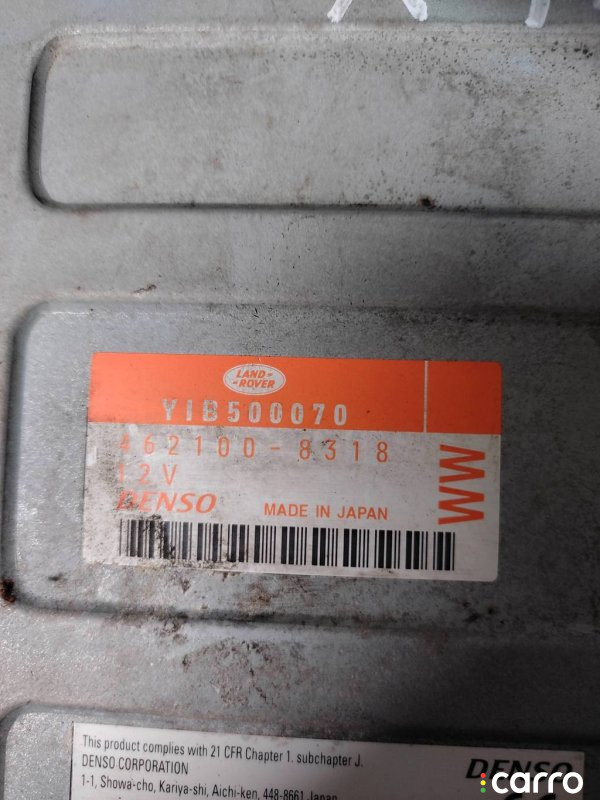 LAND
ROVER
YIB500070
462100-8318
12V
WW
DENSO MADE IN JAPAN
This product complies with 21 CFR Chapter 1. subchapter J.
DENSO CORPORATION
1-1, Showa-cho, Kariya-shi, Aichi-ken, 448-8661 Japan
DENSO
carro